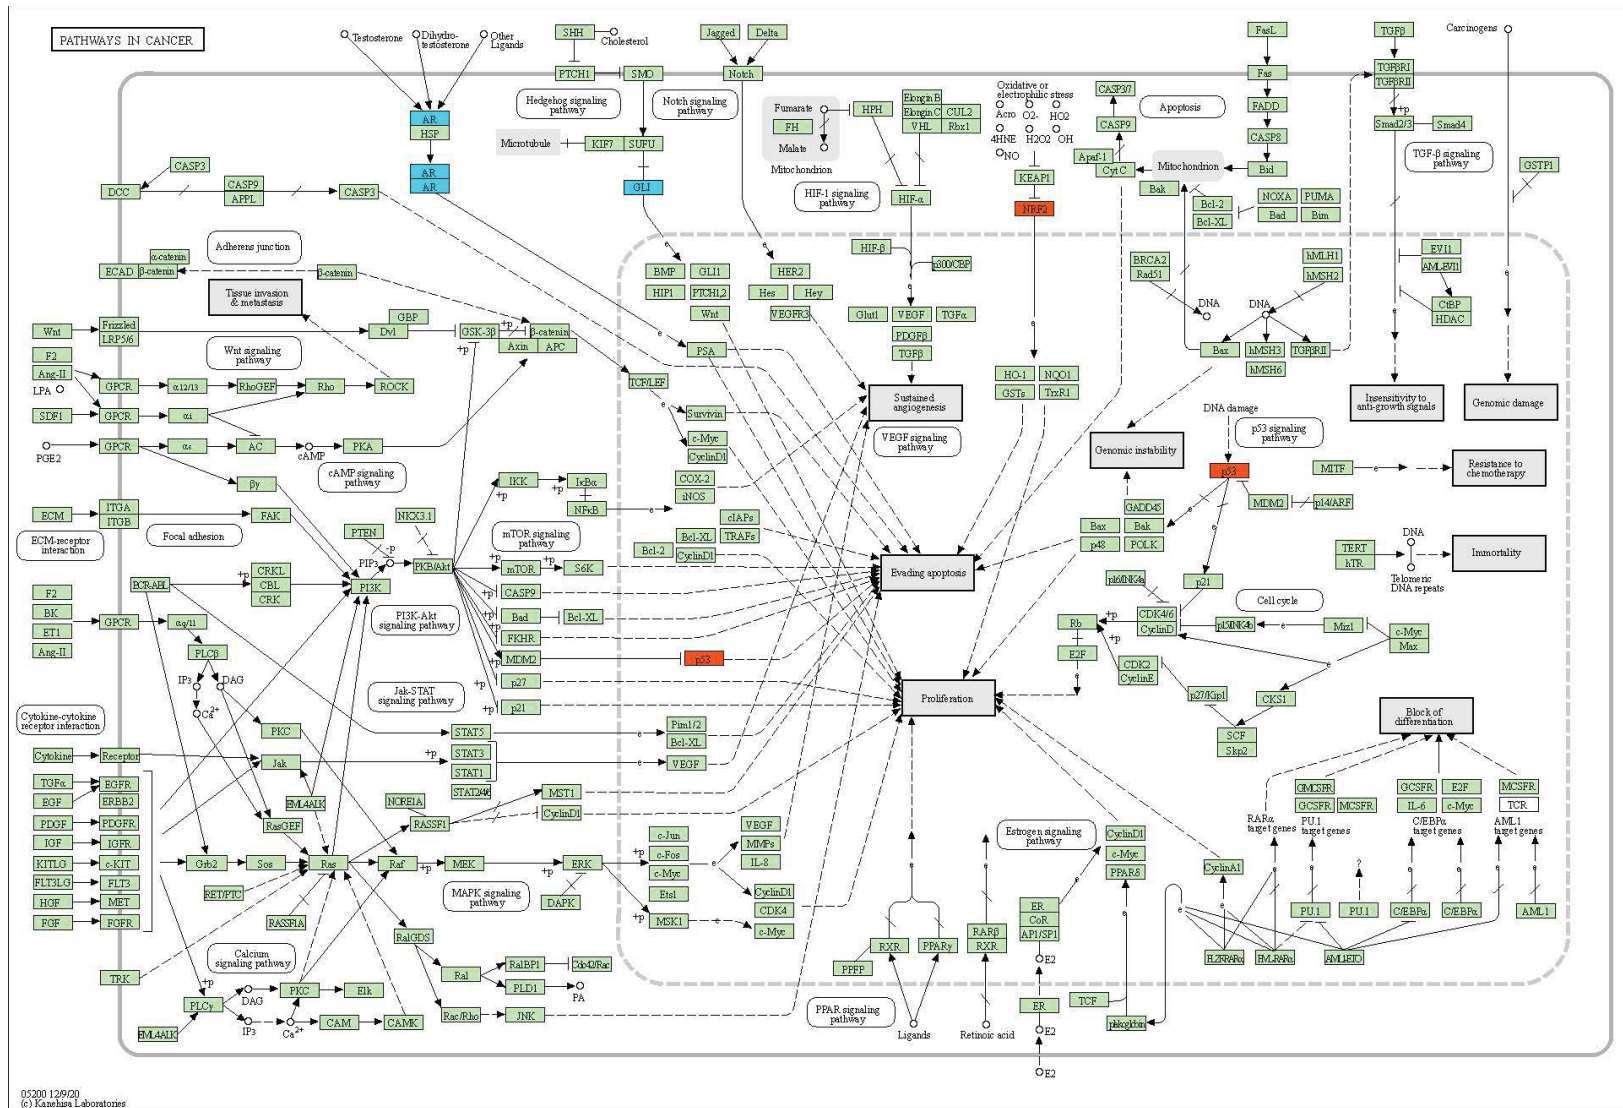 PATHWAYS IN CANCER
Testosterone
Dihydro-
testosterone
Other
Ligands
SHH
Cholesterol
Jagged
Delta
FasL
TGFβ
Carcinogens
PTCH1
SMO
Notch
Fas
TGFβRI
TGFβRII
Hedgehog signaling
pathway
Notch signaling
pathway
Oxidative or
electrophilic stress
Acro
O2-
HO2
4HNE
H2O2
OH
NO
CASP3/7
CASP9
Apoptosis
FADD
CASP8
Bid
+p
Smad2/3
Smad4
TGF-β signaling
pathway
GSTP1
AR
HSP
AR
AR
Microtubule
KIF7
SUFU
GLI
Fumarate
FH
Malate
Mitochondrion
HPH
Elongin B
Elongin C
CUL2
VHL
Rbx1
HIF-1 signaling
pathway
HIF-α
KEAP1
NRF2
Apaf-1
CytC
Mitochondrion
Bak
Bcl-2
Bcl-XL
NOXA
PUMA
Bad
Bim
DCC
CASP3
CASP9
APPL
CASP3
Adherens junction
α-catenin
ECAD
β-catenin
β-catenin
Tissue invasion
& metastasis
BMP
GLI1
HIP1
PTCH1,2
Wnt
HER2
Hes
Hey
VEGFR3
HIF-β
p300/CBP
Glut1
VEGF
TGFα
PDGFβ
TGFβ
BRCA2
Rad51
DNA
DNA
hMLH1
hMSH2
Bax
hMSH3
TGFβRII
hMSH6
EVI1
AML-EVI1
CtBP
HDAC
Wnt
Frizzled
LRP5/6
Dvl
GBP
GSK-3β
+p
β-catenin
Axin
APC
+p
Wnt signaling
pathway
PSA
TCF/LEF
F2
Ang-II
LPA
GPCR
α12/13
RhoGEF
Rho
ROCK
SDF1
GPCR
αi
PGE2
GPCR
αs
AC
cAMP
PKA
cAMP signaling
pathway
βγ
Survivin
c-Myc
CyclinD1
COX-2
iNOS
Sustained
angiogenesis
VEGF signaling
pathway
HO-1
NQO1
GSTs
TrxR1
Insensitivity to
anti-growth signals
Genomic damage
Genomic instability
DNA damage
p53 signaling
pathway
p53
MITF
Resistance to
chemotherapy
MDM2
p14/ARF
GADD45
Bax
Bak
p48
POLK
ECM
ITGA
ITGB
FAK
ECM-receptor
interaction
Focal adhesion
PTEN
NKX3.1
-p
PIP3
PKB/Akt
PI3K
IKK
IκBα
NFκB
mTOR signaling
pathway
mTOR
S6K
CASP9
Bad
Bcl-XL
FKHR
MDM2
p53
p27
p21
cIAPs
Bcl-XL
TRAFs
Bcl-2
CyclinD1
Evading apoptosis
TERT
hTR
DNA
Telomeric
DNA repeats
Immortality
p16/INK4a
p21
CDK4/6
CyclinD
p15/INK4b
Miz1
c-Myc
Max
Cell cycle
Rb
E2F
CDK2
CyclinE
p27/Kip1
CKS1
SCF
Skp2
F2
BK
ET1
Ang-II
GPCR
αq/11
BCR-ABL
CRKL
CBL
CRK
PI3K-Akt
signaling pathway
PLCβ
IP3
DAG
Ca2+
Jak-STAT
signaling pathway
Proliferation
Block of
differentiation
Cytokine-cytokine
receptor interaction
Cytokine
Receptor
PKC
Jak
STAT5
STAT3
STAT1
STAT2/4/6
Pim1/2
Bcl-XL
VEGF
TGFα
EGFR
EGF
ERBB2
PDGF
PDGFR
IGF
IGFR
KITLG
c-KIT
FLT3LG
FLT3
HGF
MET
FGF
FGFR
TRK
EML4ALK
RasGEF
NORE1A
RASSF1
MST1
CyclinD1
Grb2
Sos
Ras
Raf
+p
MEK
ERK
RET/PTC
RASSF1A
MAPK signaling
pathway
DAPK
c-Jun
c-Fos
c-Myc
Ets1
MSK1
VEGF
MMPs
IL-8
CyclinD1
CDK4
c-Myc
Calcium
signaling pathway
RalGDS
Ral
RalBP1
Cdc42/Rac
PLD1
PA
Rac/Rho
JNK
PLCγ
DAG
IP3
PKC
Elk
Ca2+
CAM
CAMK
EML4ALK
RXR
PPARγ
PPFP
PPAR signaling
pathway
Ligands
RARβ
RXR
Retinoic acid
Estrogen signaling
pathway
ER
CoR
AP1/SP1
E2
ER
E2
E2
CyclinD1
c-Myc
PPARδ
TCF
plakoglobin
CyclinA1
RARα
target genes
GMCSFR
GCSFR
MCSFR
PU.1
target genes
GCSFR
E2F
IL-6
c-Myc
C/EBPα
target genes
MCSFR
TCR
AML1
target genes
?
PU.1
PU.1
C/EBPα
C/EBPα
AML1
PLZF-RARα
PML-RARα
AML1-ETO
05200 12/9/20
(c) Kanehisa Laboratories